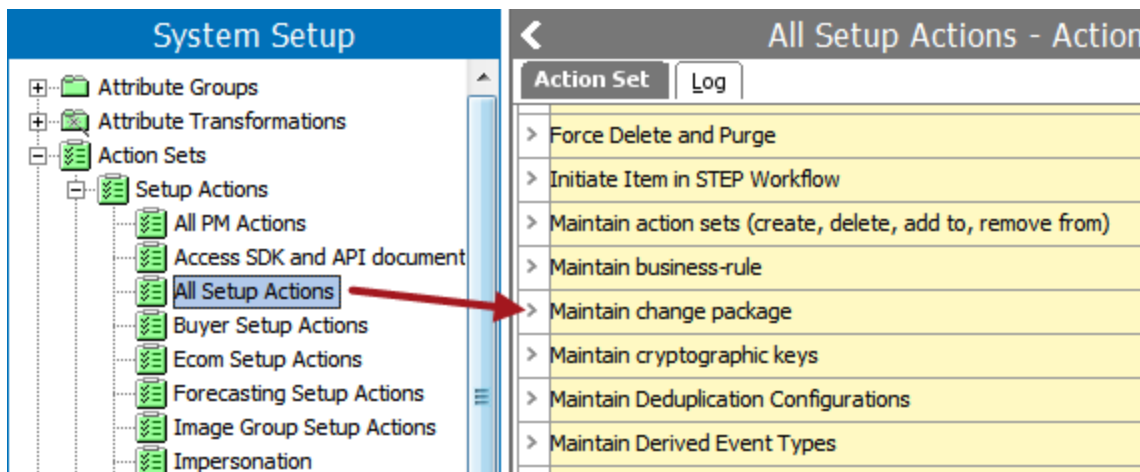 System Setup
Attribute Groups
Attribute Transformations
Action Sets
Setup Actions
All PM Actions
Access SDK and API document
All Setup Actions
Buyer Setup Actions
Ecom Setup Actions
Forecasting Setup Actions
Image Group Setup Actions
Impersonation
All Setup Actions - Action
Action Set
Log
Force Delete and Purge
Initiate Item in STEP Workflow
Maintain action sets (create, delete, add to, remove from)
Maintain business-rule
Maintain change package
Maintain cryptographic keys
Maintain Deduplication Configurations
Maintain Derived Event Types